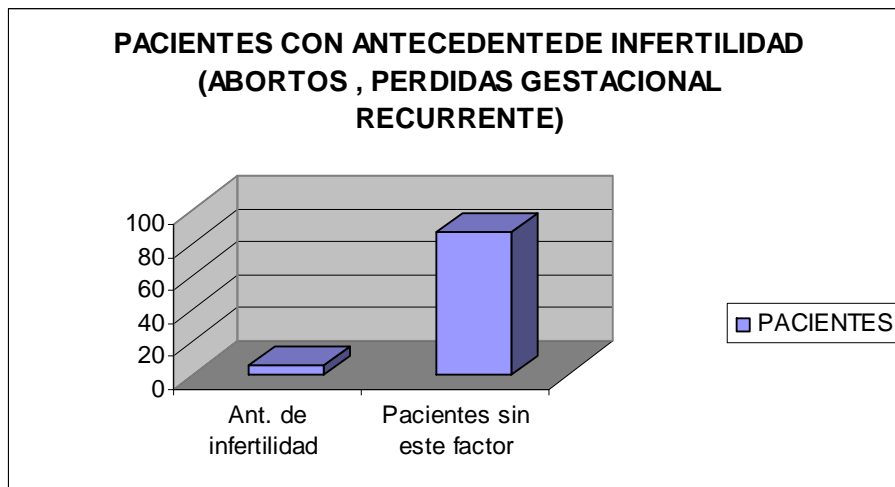 PACIENTES CON ANTECEDENTEDE INFERTILIDAD
(ABORTOS , PERDIDAS GESTACIONAL
RECURRENTE)
100
80
60
40
20
0
Ant. de
infertilidad
Pacientes sin
este factor
PACIENTES